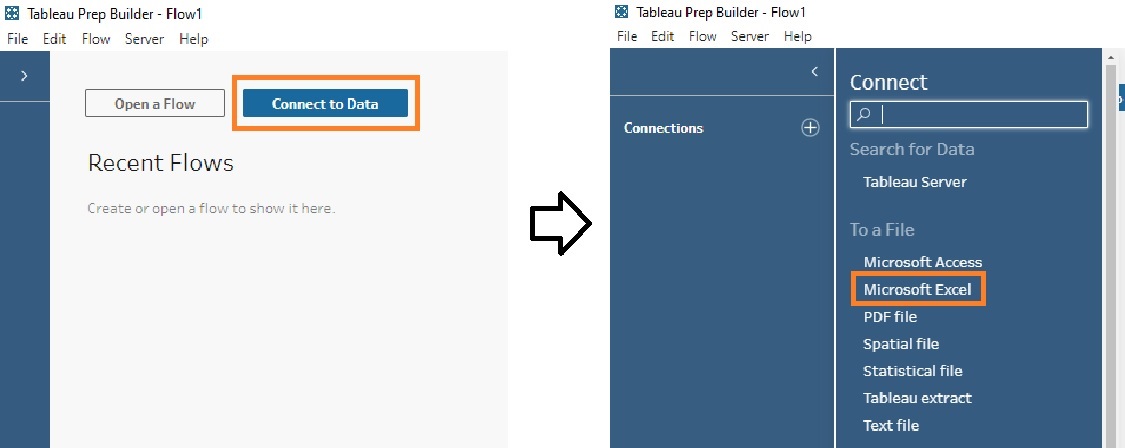 Tableau Prep Builder - Flow1
File Edit Flow Server Help
Open a Flow
Connect to Data
Recent Flows
Create or open a flow to show it here.
Tableau Prep Builder - Flow1
File Edit Flow Server Help
Connections
Connect
Search for Data
Tableau Server
To a File
Microsoft Access
Microsoft Excel
PDF file
Spatial file
Statistical file
Tableau extract
Text file